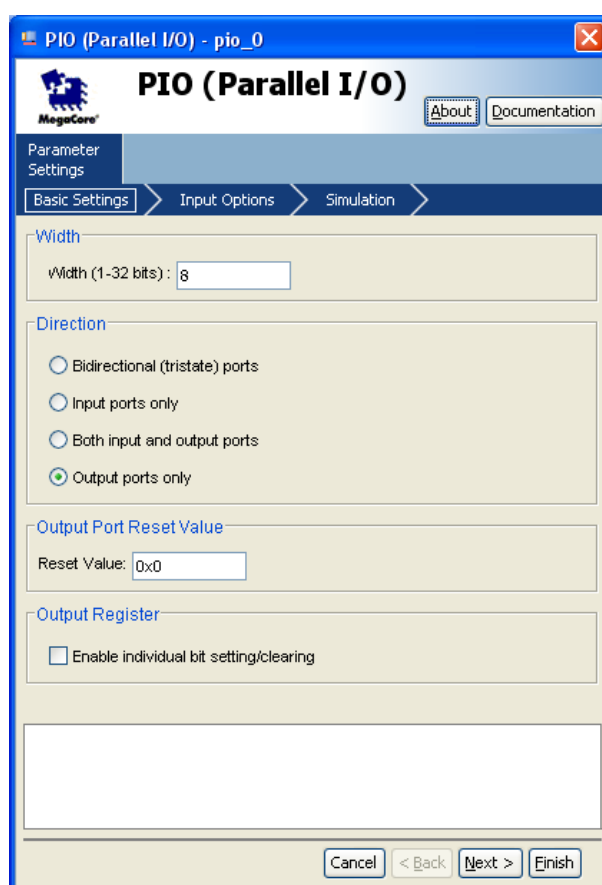 PIO (Parallel I/O) - pio_0
MegaCore®
PIO (Parallel I/O)
About
Documentation
Parameter
Settings
Basic Settings
Input Options
Simulation
Width
Width (1-32 bits) : 8
Direction
Bidirectional (tristate) ports
Input ports only
Both input and output ports
Output ports only
Output Port Reset Value
Reset Value: 0x0
Output Register
Enable individual bit setting/clearing
Cancel
< Back
Next >
Finish